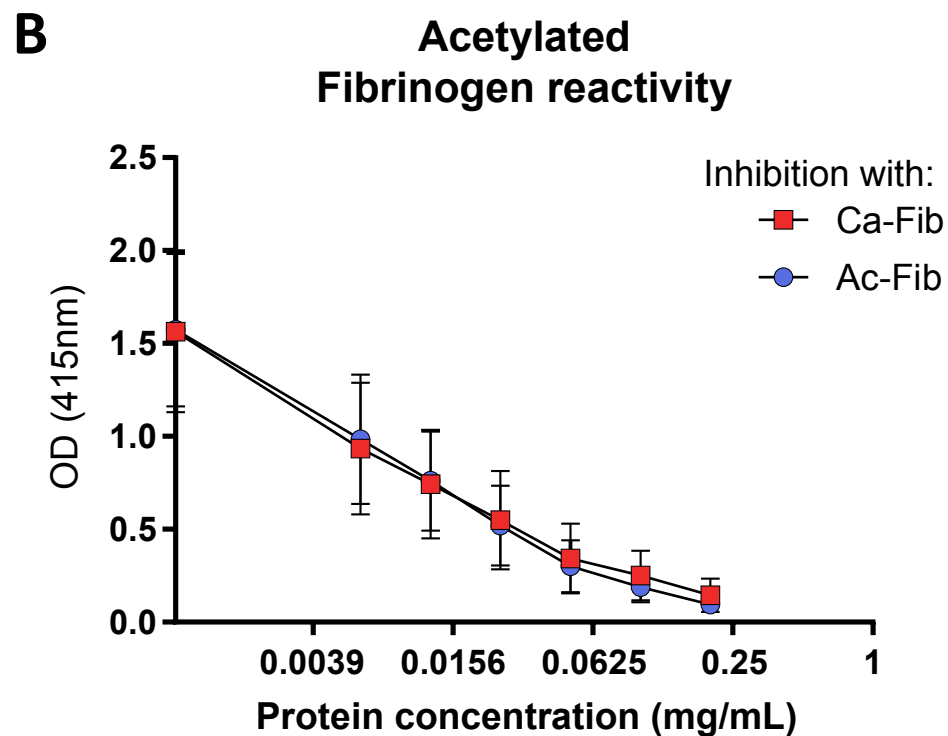 B
Acetylated
Fibrinogen reactivity
Inhibition with:
Ca-Fib
Ac-Fib
OD (415nm)
2.5
2.0
1.5
1.0
0.5
0.0
0.0039 0.0156 0.0625 0.25 1
Protein concentration (mg/mL)